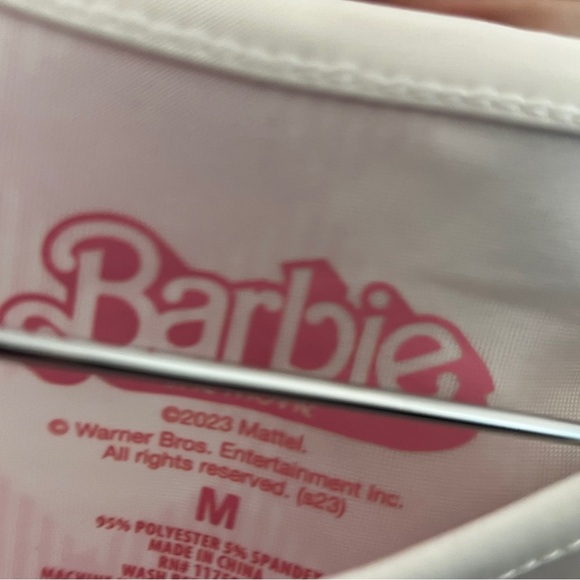 Barbie
©2023 Mattel.
© Warner Bros. Entertainment Inc.
All rights reserved. (s23)
M
95% POLYESTER 5% SPANDEX
MADE IN CHINA